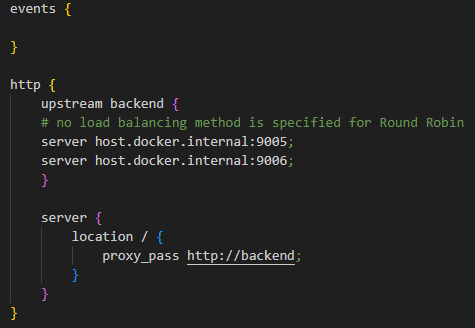 events {
}
http {
upstream backend {
# no load balancing method is specified for Round Robin
server host.docker.internal:9005;
server host.docker.internal:9006;
}
server {
location / {
proxy_pass http://backend;
}
}
}